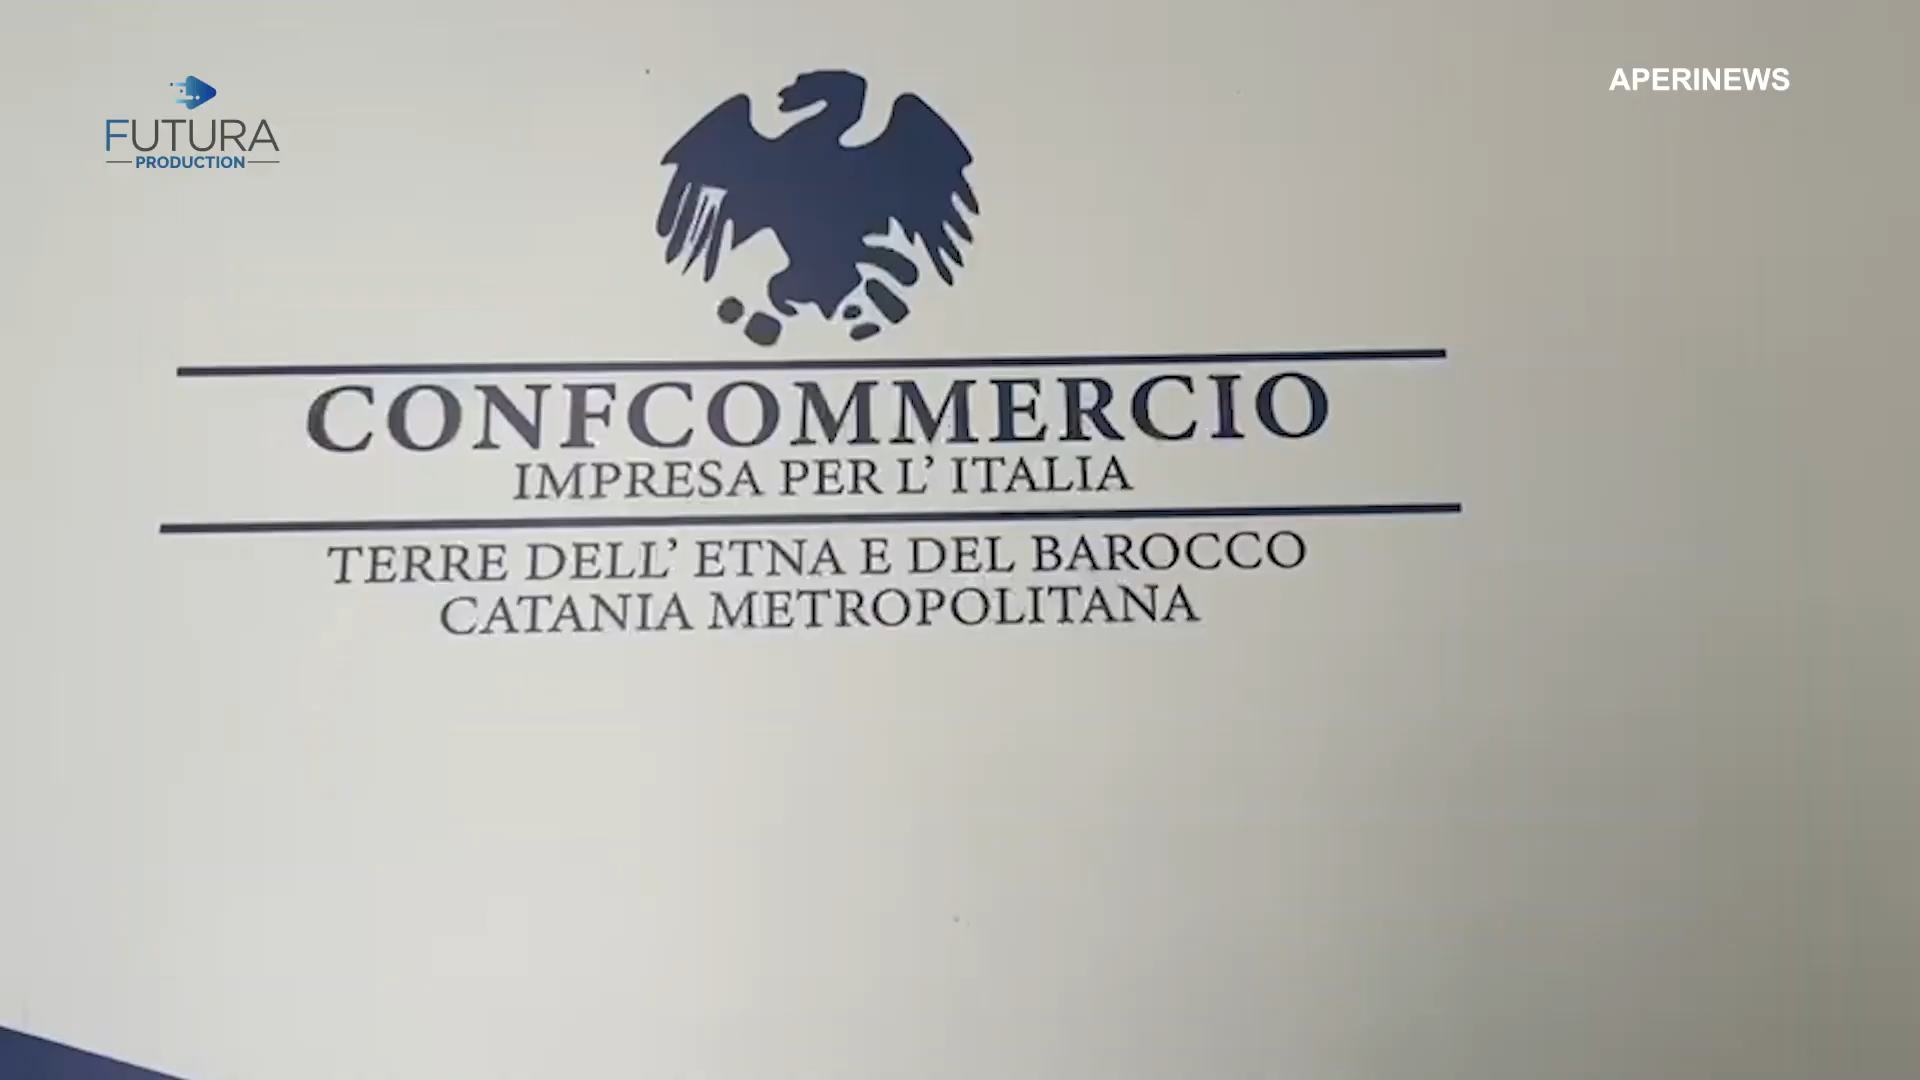 FUTURA
PRODUCTION
APERINEWS
CONFCOMMERCIO
IMPRESA PER L' ITALIA
TERRE DELL' ETNA E DEL BAROCCO
CATANIA METROPOLITANA